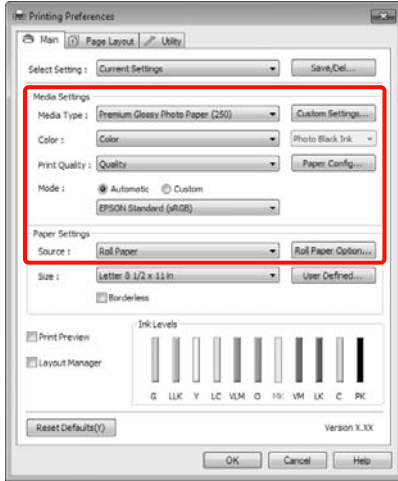 Printing Preferences
Main Page Layout Utility
Select Setting : Current Settings Save/Del...
Media Settings
Media Type : Premium Glossy Photo Paper (250) Custom Settings...
Color : Color Photo Black Ink
Print Quality : Quality Paper Config...
Mode : Automatic Custom
EPSON Standard (sRGB)
Paper Settings
Source : Roll Paper Roll Paper Option...
Size : Letter 8 1/2 x 11 in User Defined...
Borderless
Ink Levels
Print Preview
Layout Manager
G LLK Y LC VLM O MK VM LK C PK
Reset Defaults(Y) Version X.XX
OK Cancel Help